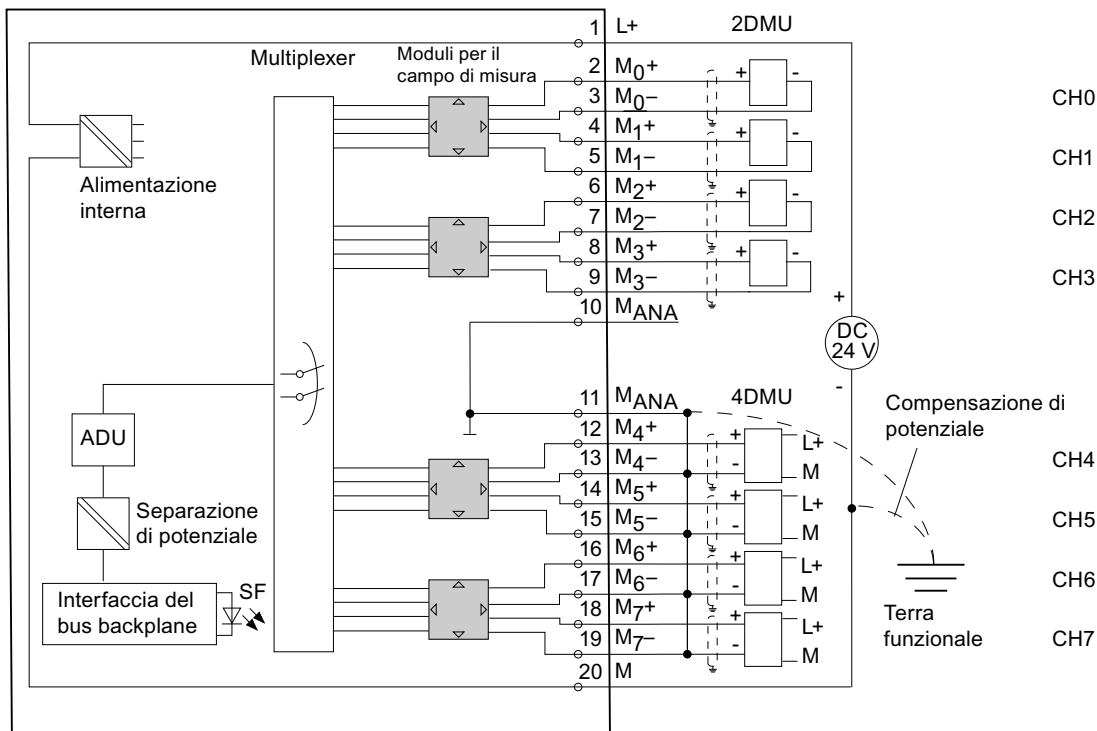 1 L+ 2DMU
Multiplexer
Moduli per il
campo di misura
2 M0+ + -
3 M0- CH0
4 M1+ + -
5 M1- CH1
Alimentazione
interna
6 M2+ + -
7 M2- CH2
8 M3+ + -
9 M3- CH3
10 MANA
+
DC
24 V
-
11 MANA 4DMU
Compensazione di
potenziale
ADU
12 M4+ + L+
13 M4- - M CH4
14 M5+ + L+
15 M5- - M CH5
Separazione
di potenziale
16 M6+ + L+
17 M6- - M CH6
Interfaccia del
bus backplane
SF
18 M7+ + L+
19 M7- - M CH7
Terra
funzionale
20 M